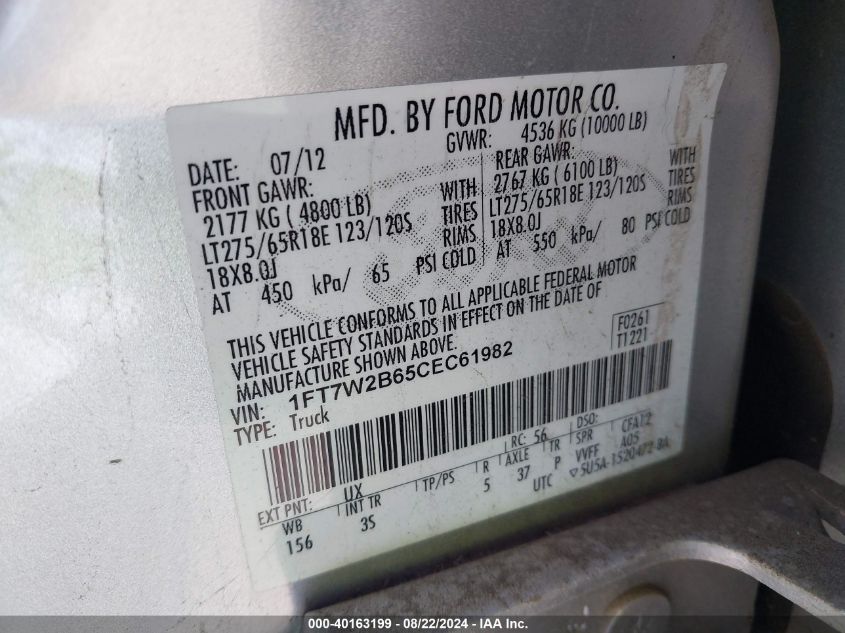 MFD. BY FORD MOTOR CO.
DATE: 07/12 GVWR: 4536 KG (10000 LB)
FRONT GAWR: REAR GAWR:
2177 KG ( 4800 LB) WITH 2767 KG ( 6100 LB) WITH
LT275/65R18E 123/120S TIRES LT275/65R18E 123/120S TIRES
18X8.0J RIMS 18X8.0J RIMS
AT 450 kPa/ 65 PSI COLD AT 550 kPa/ 80 PSI COLD
THIS VEHICLE CONFORMS TO ALL APPLICABLE FEDERAL MOTOR
VEHICLE SAFETY STANDARDS IN EFFECT ON THE DATE OF
MANUFACTURE SHOWN ABOVE.
F0261
T1221
VIN: 1FT7W2B65CEC61982
TYPE: Truck
EXT PNT: UX RC: 56 DSO:
WB INT TR TP/PS R AXLE TR SPR CFA12
156 3S 5 37 P VVFF A05
UTC ▽5U5A-1520472-BA
000-40163199 - 08/22/2024 - IAA Inc.